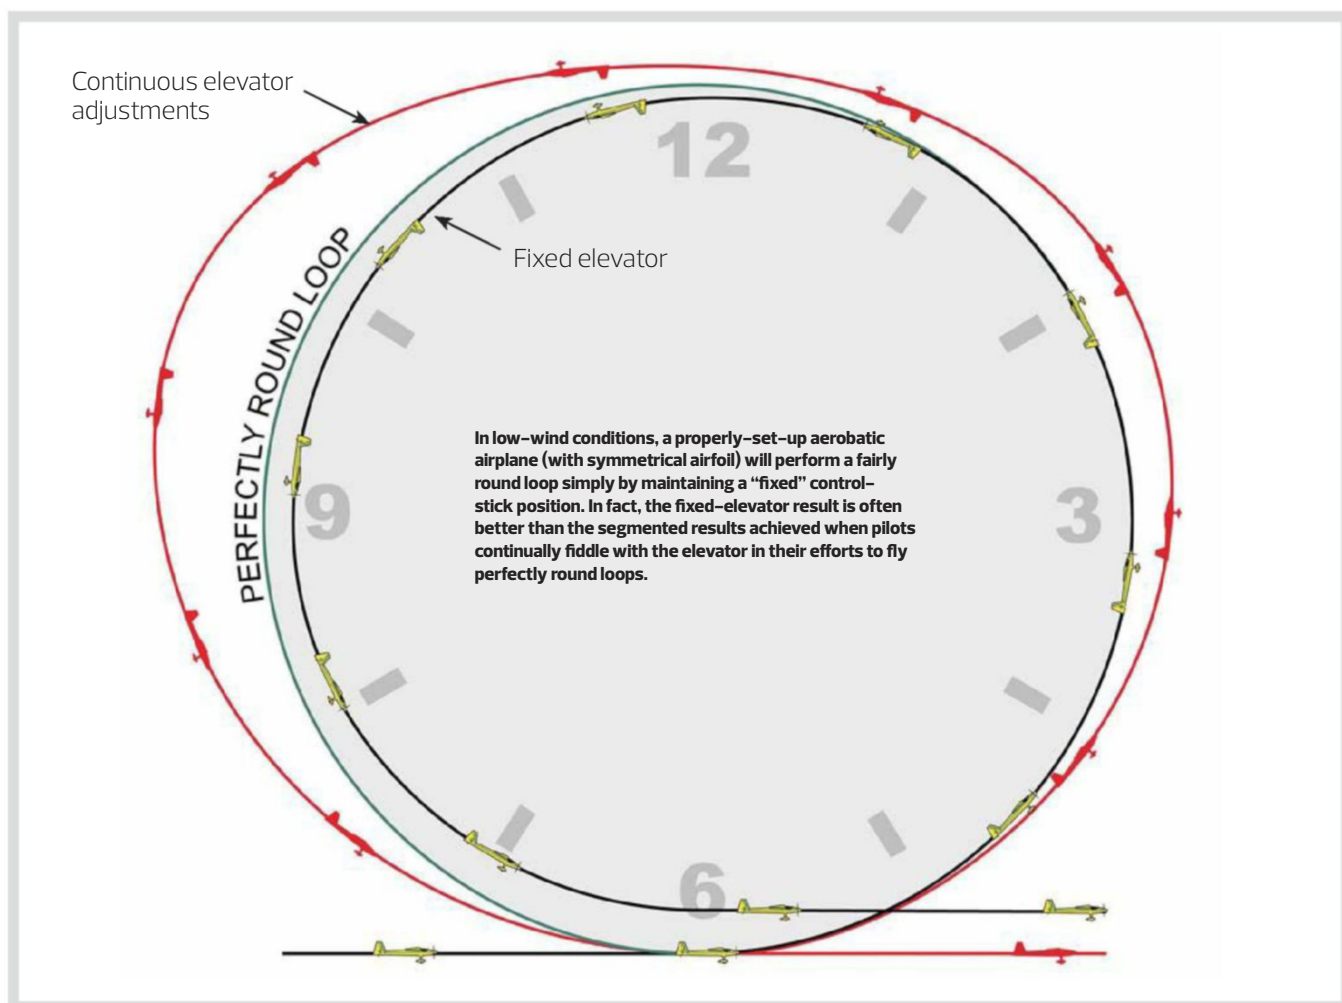 Continuous elevator
adjustments
12
Fixed elevator
PERFECTLY ROUND LOOP
In low-wind conditions, a properly-set-up aerobatic
airplane (with symmetrical airfoil) will perform a fairly
round loop simply by maintaining a “fixed” control-
stick position. In fact, the fixed-elevator result is often
better than the segmented results achieved when pilots
continually fiddle with the elevator in their efforts to fly
perfectly round loops.
9
3
6